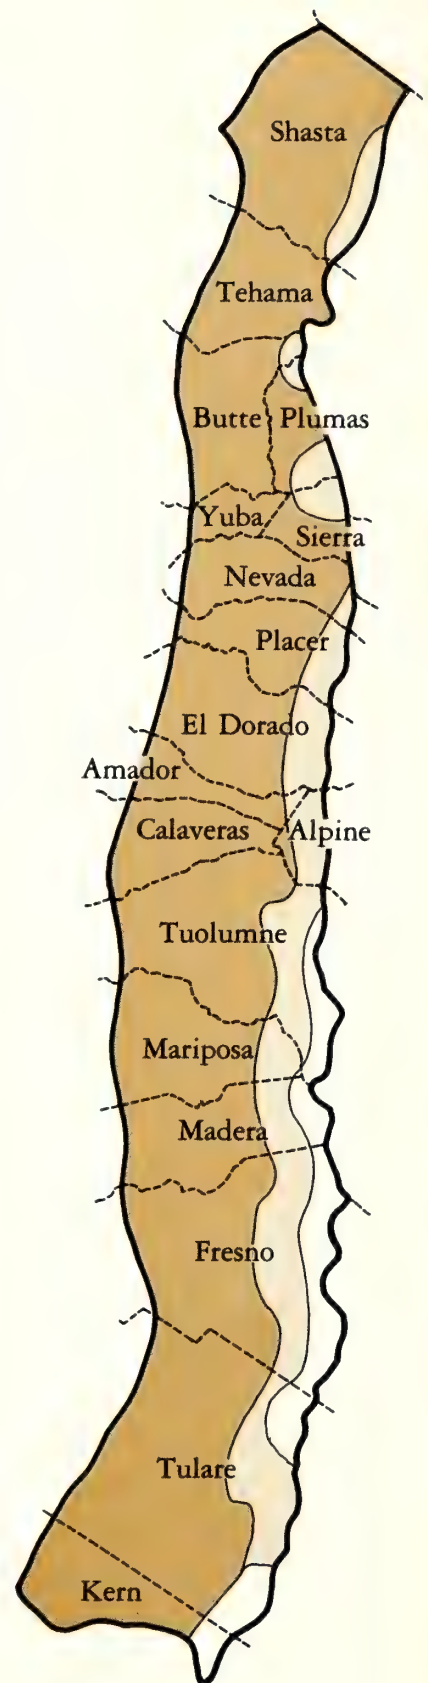 Shasta
Tehama
Butte
Plumas
Yuba
Sierra
Nevada
Placer
El Dorado
Amador
Calaveras
Alpine
Tuolumne
Mariposa
Madera
Fresno
Tulare
Kern